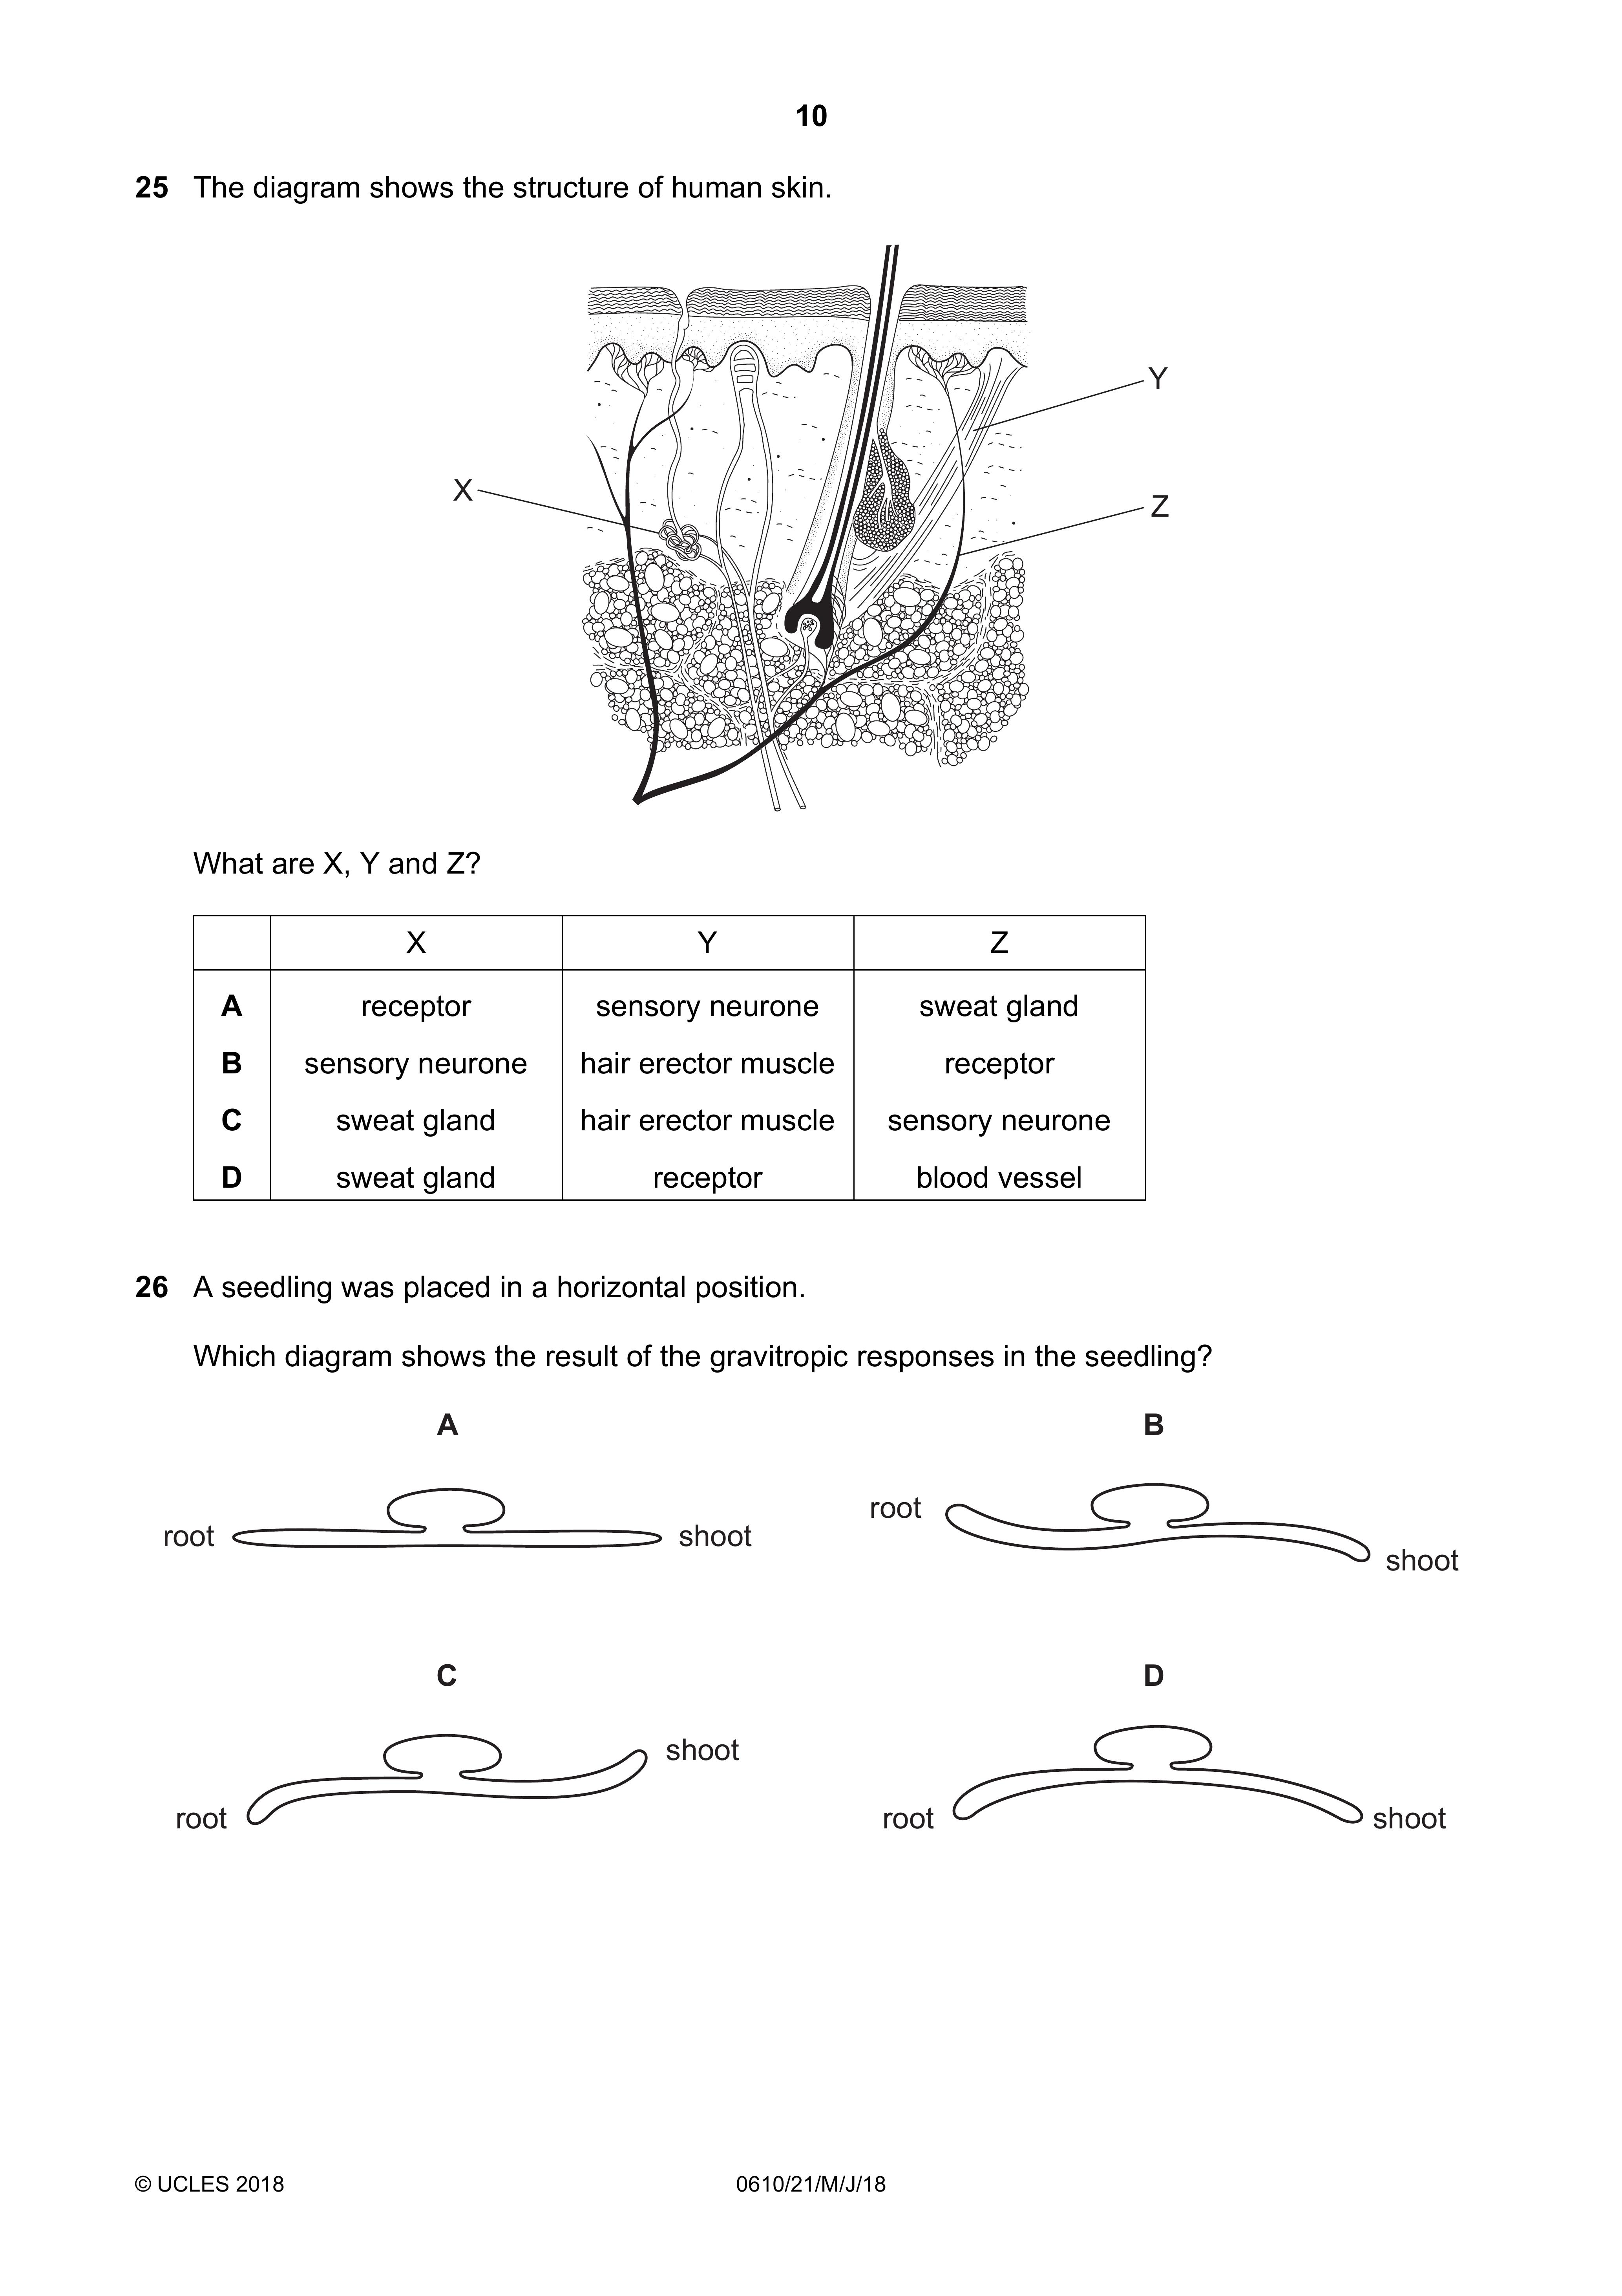 10
25 The diagram shows the structure of human skin.
Y
X
Z
What are X, Y and Z?
X Y Z
A receptor sensory neurone sweat gland
B sensory neurone hair erector muscle receptor
C sweat gland hair erector muscle sensory neurone
D sweat gland receptor blood vessel
26 A seedling was placed in a horizontal position.
Which diagram shows the result of the gravitropic responses in the seedling?
A
root shoot
B
root
shoot
C
shoot
root
D
root shoot
© UCLES 2018 0610/21/M/J/18